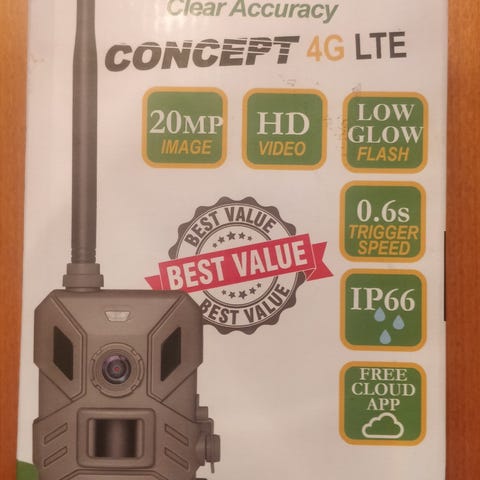 Clear Accuracy
CONCEPT 4G LTE
20MP
IMAGE
HD
VIDEO
LOW
GLOW
FLASH
0.6s
TRIGGER
SPEED
BEST VALUE
BEST VALUE
BEST VALUE
IP66
FREE
CLOUD
APP